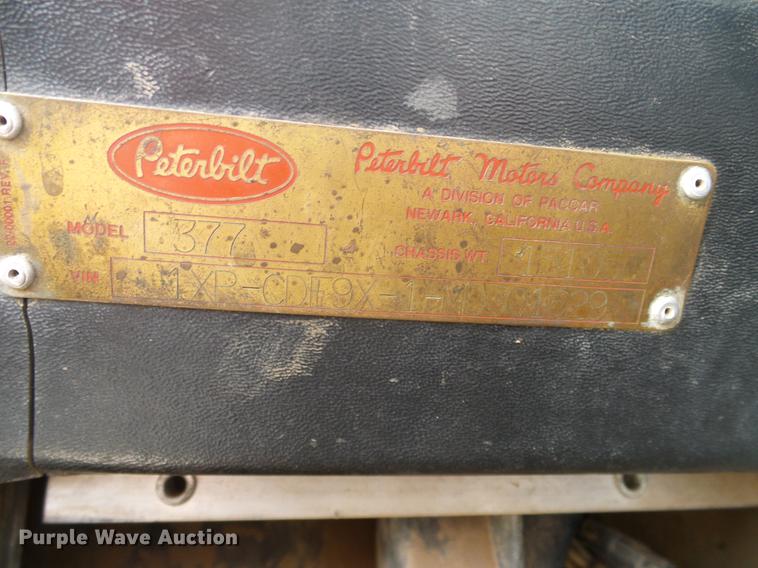 Peterbilt
Peterbilt Motors Company
A DIVISION OF PACCAR
NEWARK, CALIFORNIA U.S.A.
MODEL 377
CHASSIS WT.
VIN
Purple Wave Auction®